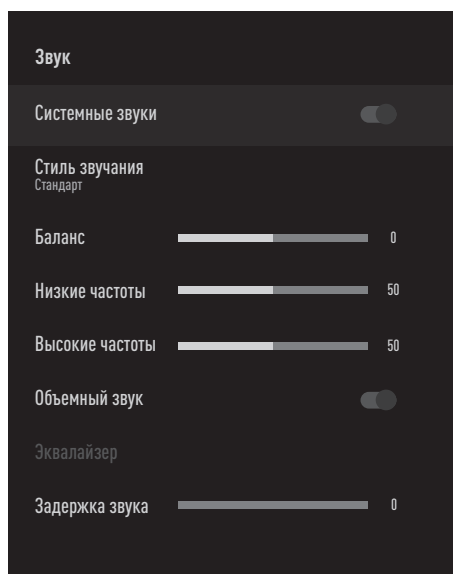 Звук
Системные звуки
Стиль звучания
Стандарт
Баланс 0
Низкие частоты 50
Высокие частоты 50
Объемный звук
Эквалайзер
Задержка звука 0